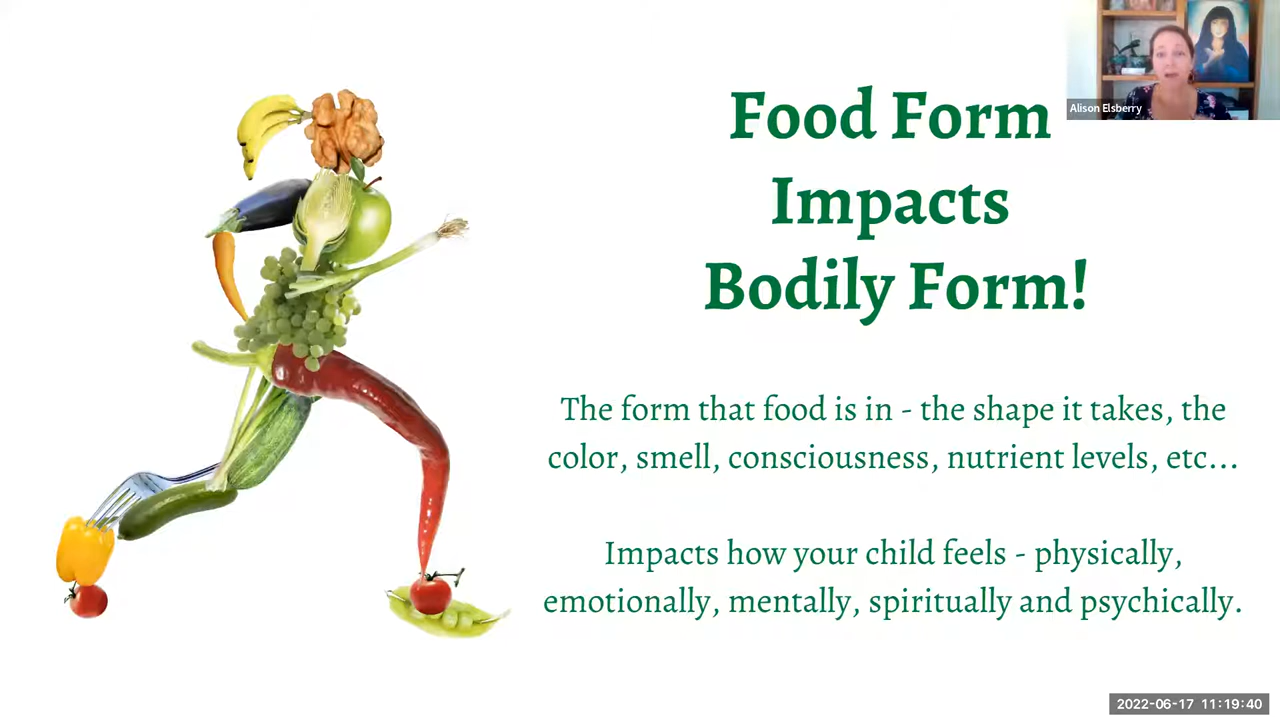 Alison Elsberry
Food Form
Impacts
Bodily Form!
The form that food is in - the shape it takes, the
color, smell, consciousness, nutrient levels, etc...
Impacts how your child feels - physically,
emotionally, mentally, spiritually and psychically.
2022-06-17 11:19:40